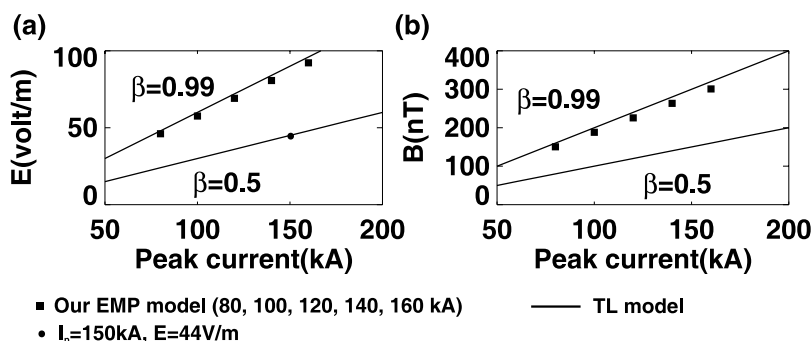 (a)
100
50
0
E(volt/m)
β=0.99
β=0.5
50 100 150 200
Peak current(kA)
(b)
400
300
200
100
0
B(nT)
β=0.99
β=0.5
50 100 150 200
Peak current(kA)
■ Our EMP model (80, 100, 120, 140, 160 kA) — TL model
• Iₚ=150kA, E=44V/m